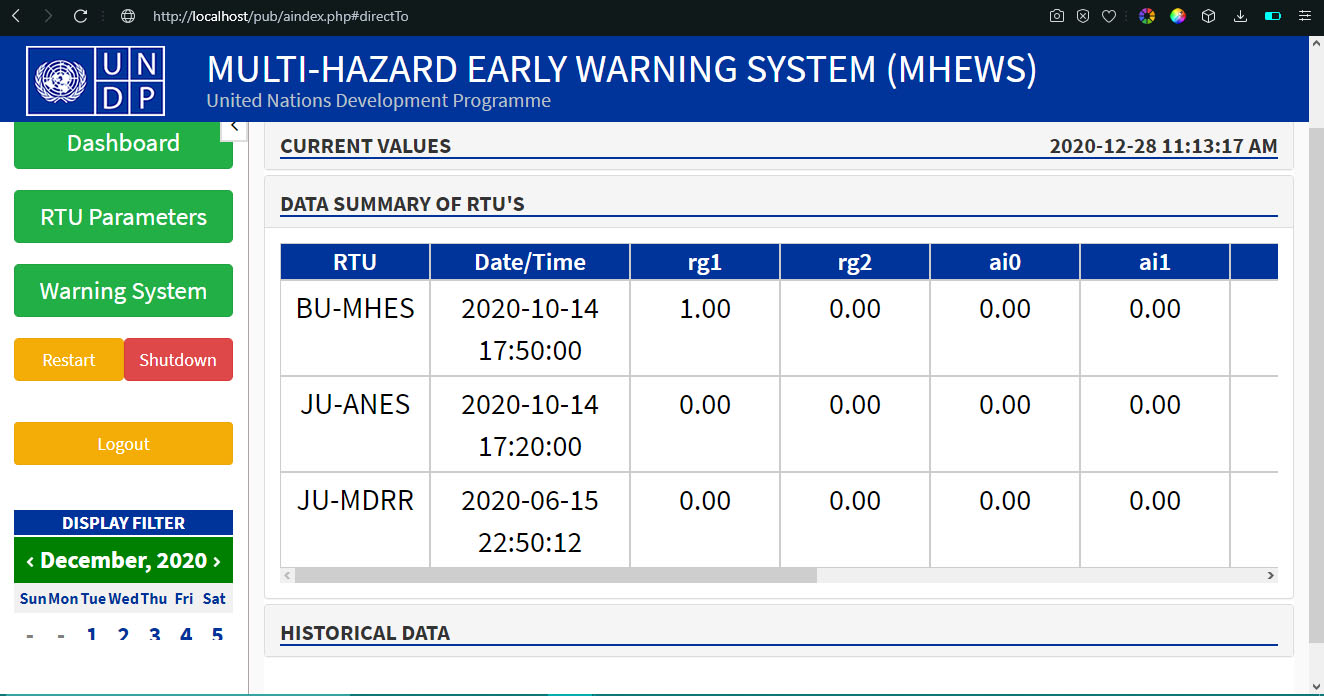 http://localhost/pub/aindex.php#directTo
UN
DP
MULTI-HAZARD EARLY WARNING SYSTEM (MHEWS)
United Nations Development Programme
Dashboard
RTU Parameters
Warning System
Restart Shutdown
Logout
DISPLAY FILTER
‹ December, 2020 ›
Sun Mon Tue Wed Thu Fri Sat
- - 1 2 3 4 5
CURRENT VALUES 2020-12-28 11:13:17 AM
DATA SUMMARY OF RTU'S
RTU Date/Time rg1 rg2 ai0 ai1
BU-MHES 2020-10-14 1.00 0.00 0.00 0.00
17:50:00
JU-ANES 2020-10-14 0.00 0.00 0.00 0.00
17:20:00
JU-MDRR 2020-06-15 0.00 0.00 0.00 0.00
22:50:12
HISTORICAL DATA